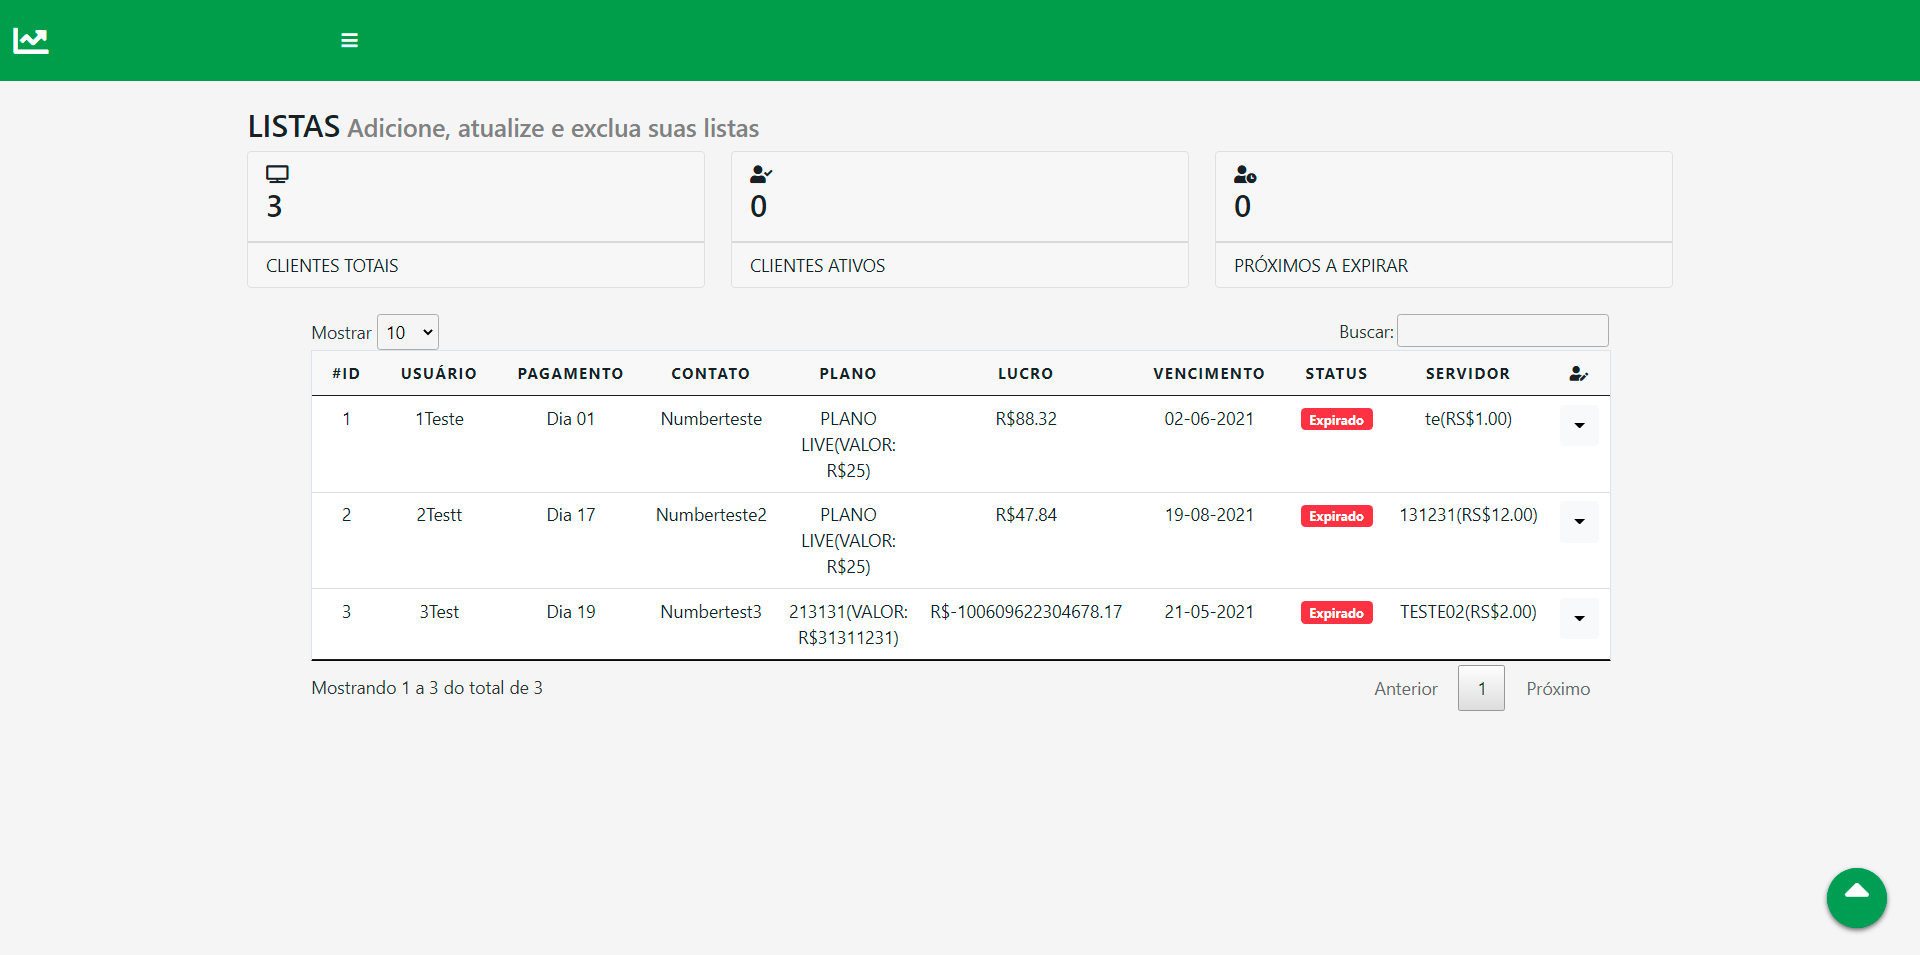 LISTAS Adicione, atualize e exclua suas listas
3
CLIENTES TOTAIS
0
CLIENTES ATIVOS
0
PRÓXIMOS A EXPIRAR
Mostrar 10
Buscar:
#ID USUÁRIO PAGAMENTO CONTATO PLANO LUCRO VENCIMENTO STATUS SERVIDOR
1 1Teste Dia 01 Numberteste PLANO R$88.32 02-06-2021 Expirado te(RS$1.00)
LIVE(VALOR:
R$25)
2 2Testt Dia 17 Numberteste2 PLANO R$47.84 19-08-2021 Expirado 131231(RS$12.00)
LIVE(VALOR:
R$25)
3 3Test Dia 19 Numbertest3 213131(VALOR: R$-100609622304678.17 21-05-2021 Expirado TESTE02(RS$2.00)
R$31311231)
Mostrando 1 a 3 do total de 3
Anterior 1 Próximo